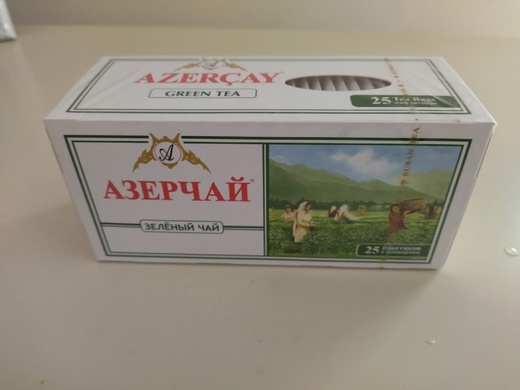 AZERÇAY
GREEN TEA
25 Tea Bags
A
АЗЕРЧАЙ®
ЗЕЛЁНЫЙ ЧАЙ
25 ПАКЕТИКОВ